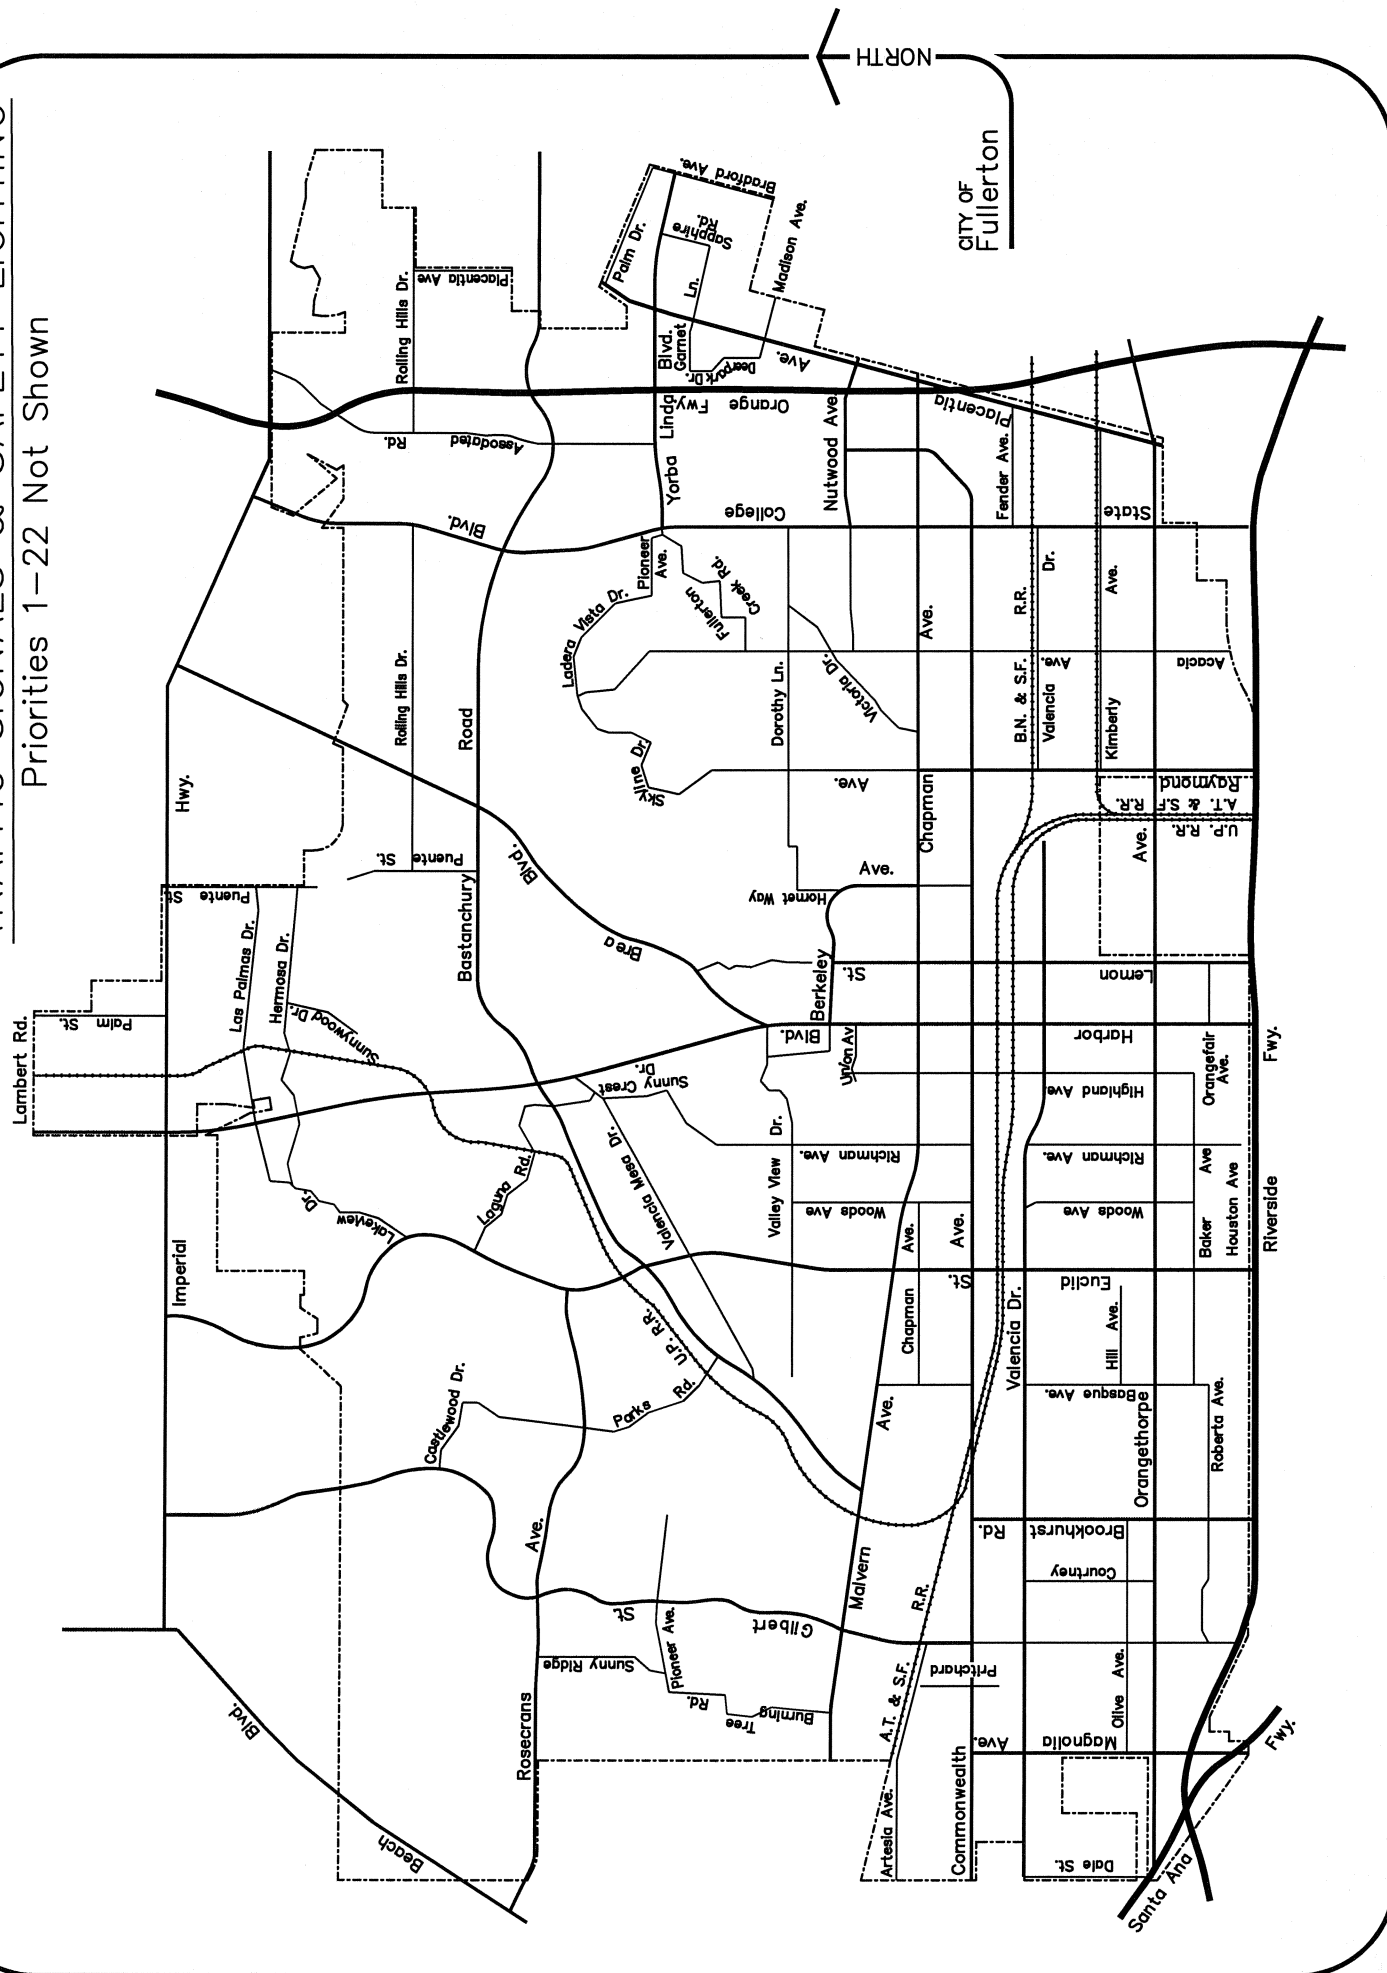 TRAFFIC SIGNALS & SAFETY LIGHTING
Priorities 1-22 Not Shown
NORTH
CITY OF
Fullerton
Lambert Rd.
Palm St.
Imperial
Hwy.
Puente St
Las Palmas Dr.
Hermosa Dr.
Sunnywood Dr.
Lakeview
Dr.
Rolling Hills Dr.
Rolling Hills Dr.
Placentia Ave
Associated
Rd.
Blvd.
Puente St.
Bastanchury
Road
Brea
Blvd.
Palm Dr.
Bradford Ave.
Sapphire
Rd.
Garnet
Ln.
Madison Ave.
Deerpark Dr.
Ave.
Yorba Linda Blvd.
Orange Fwy.
Placentia
Nutwood Ave.
College
State
Fender Ave.
Pioneer
Ave.
Ladera Vista Dr.
Fullerton
Creek Rd.
Skyline Dr.
Dorothy Ln.
Victoria Dr.
Acacia
Ave.
Raymond
Ave.
Chapman
Ave.
B.N. & S.F.
R.R.
Valencia
Dr.
Kimberly
Ave.
A.T. & S.F. R.R.
U.P. R.R.
Hornet Way
Berkeley
Ave.
Lemon
St.
Harbor
Blvd.
Union Av
Highland Ave.
Orangefair
Ave.
Richman Ave.
Richman Ave.
Woods Ave
Woods Ave
Baker
Ave
Houston Ave
Riverside
Fwy.
Sunny Crest
Dr.
Valencia Mesa Dr.
Laguna Rd.
Valley View
Dr.
Euclid
St.
U.P. R.R.
Parks
Rd.
Castlewood Dr.
Chapman
Ave.
Commonwealth
Ave.
Valencia Dr.
Hill Ave.
Basque Ave.
Orangethorpe
Ave.
Roberta Ave.
Brookhurst
Rd.
Courtney
Malvern
Ave.
Gilbert
St.
Pioneer Ave.
Sunny Ridge
Burning
Tree
Rd.
Rosecrans
Ave.
Beach
Blvd.
Pritchard
A.T. & S.F.
R.R.
Artesia Ave.
Olive Ave.
Magnolia
Ave.
Dale St.
Santa Ana
Fwy.